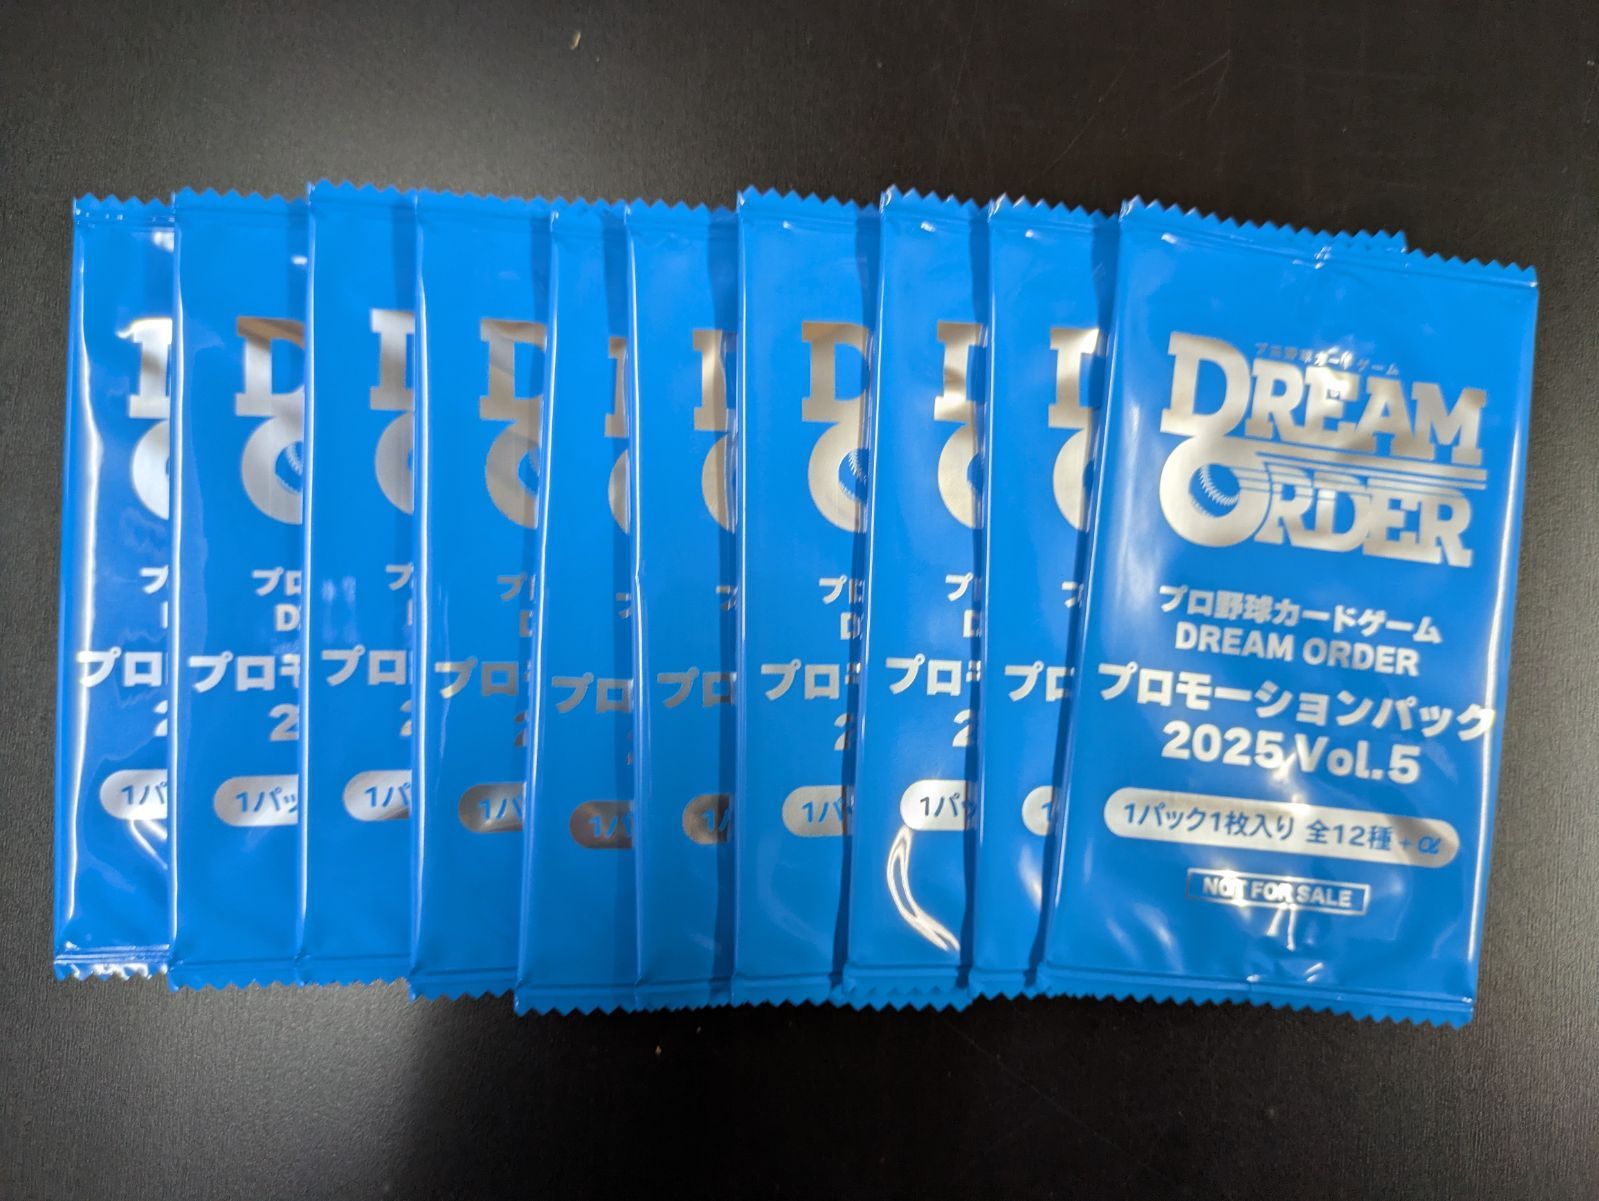 プロ野球カードゲーム
DREAM
ORDER
プロ野球カードゲーム
DREAM ORDER
プロモーションパック
2025 Vol.5
1パック1枚入り 全12種+α
NOT FOR SALE